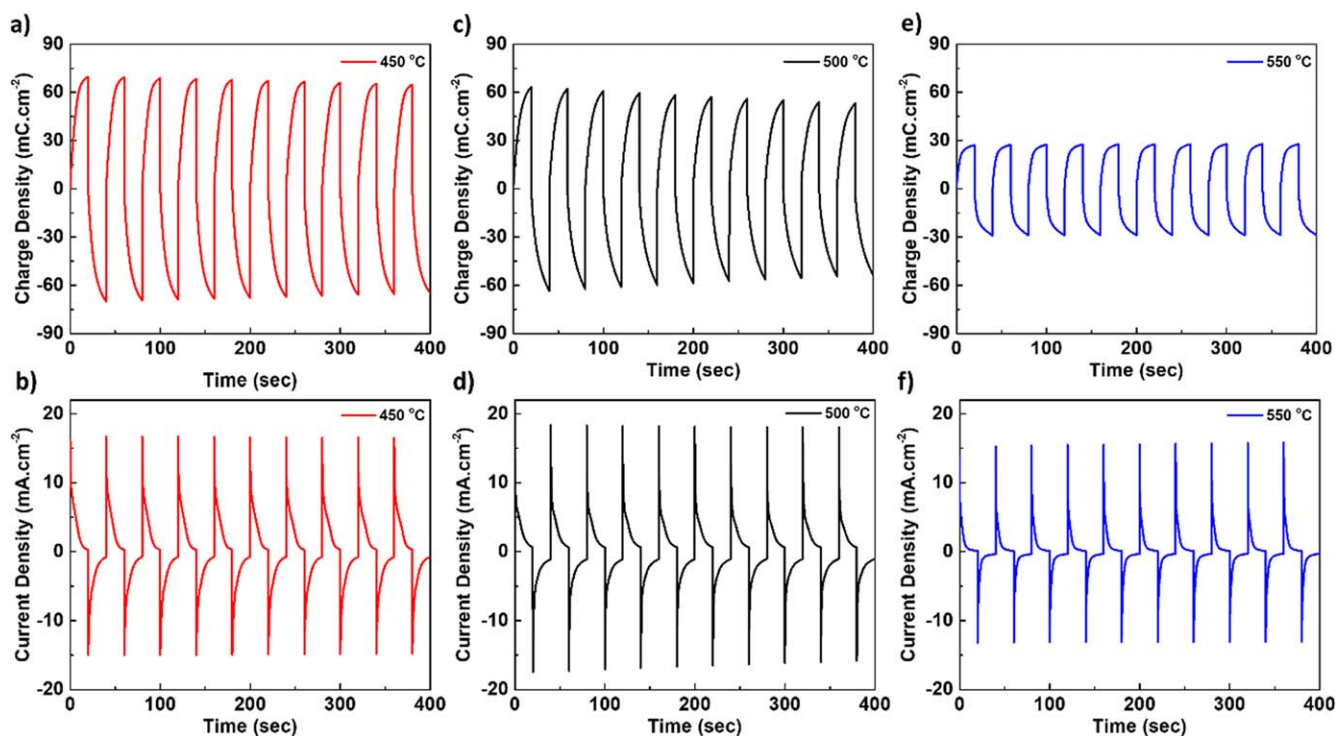 a)
450 °C
90
60
30
0
-30
-60
-90
Charge Density (mC.cm⁻²)
0 100 200 300 400
Time (sec)
c)
500 °C
90
60
30
0
-30
-60
-90
Charge Density (mC.cm⁻²)
0 100 200 300 400
Time (sec)
e)
550 °C
90
60
30
0
-30
-60
-90
Charge Density (mC.cm⁻²)
0 100 200 300 400
Time (sec)
b)
450 °C
20
10
0
-10
-20
Current Density (mA.cm⁻²)
0 100 200 300 400
Time (sec)
d)
500 °C
20
10
0
-10
-20
Current Density (mA.cm⁻²)
0 100 200 300 400
Time (sec)
f)
550 °C
20
10
0
-10
-20
Current Density (mA.cm⁻²)
0 100 200 300 400
Time (sec)